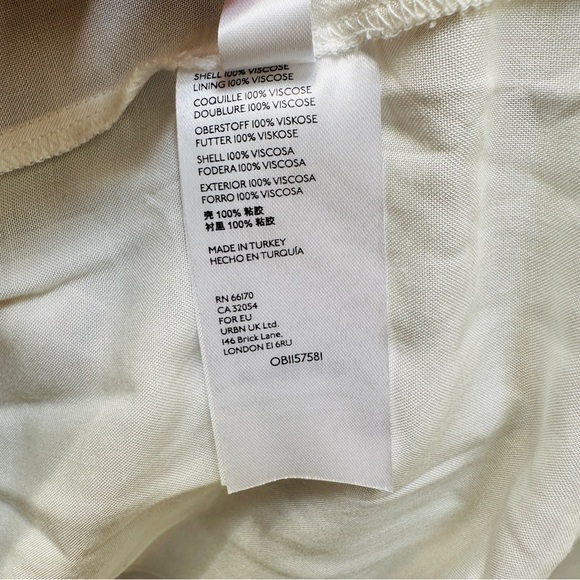 SHELL 100% VISCOSE
LINING 100% VISCOSE
COQUILLE 100% VISCOSE
DOUBLURE 100% VISCOSE
OBERSTOFF 100% VISKOSE
FUTTER 100% VISKOSE
SHELL 100% VISCOSA
FODERA 100% VISCOSA
EXTERIOR 100% VISCOSA
FORRO 100% VISCOSA
壳 100% 粘胶
衬里 100% 粘胶
MADE IN TURKEY
HECHO EN TURQUÍA
RN 66170
CA 32054
FOR EU
URBN UK Ltd.
146 Brick Lane,
LONDON E1 6RU
OB1157581